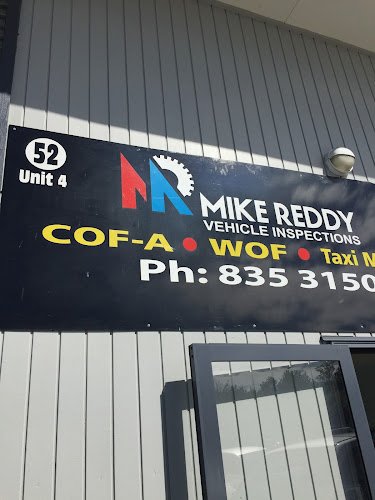 52
Unit 4
MIKE REDDY
VEHICLE INSPECTIONS
COF-A • WOF • Taxi
Ph: 835 3150